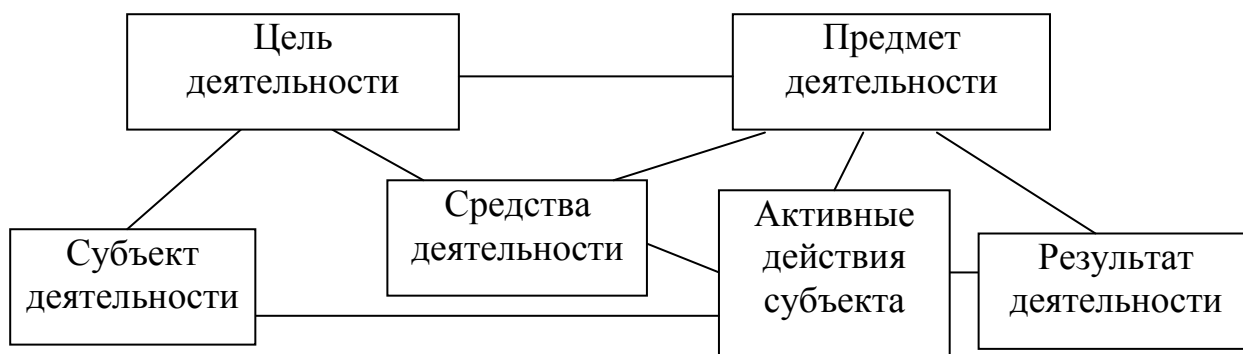 Цель
деятельности
Предмет
деятельности
Средства
деятельности
Активные
действия
субъекта
Субъект
деятельности
Результат
деятельности